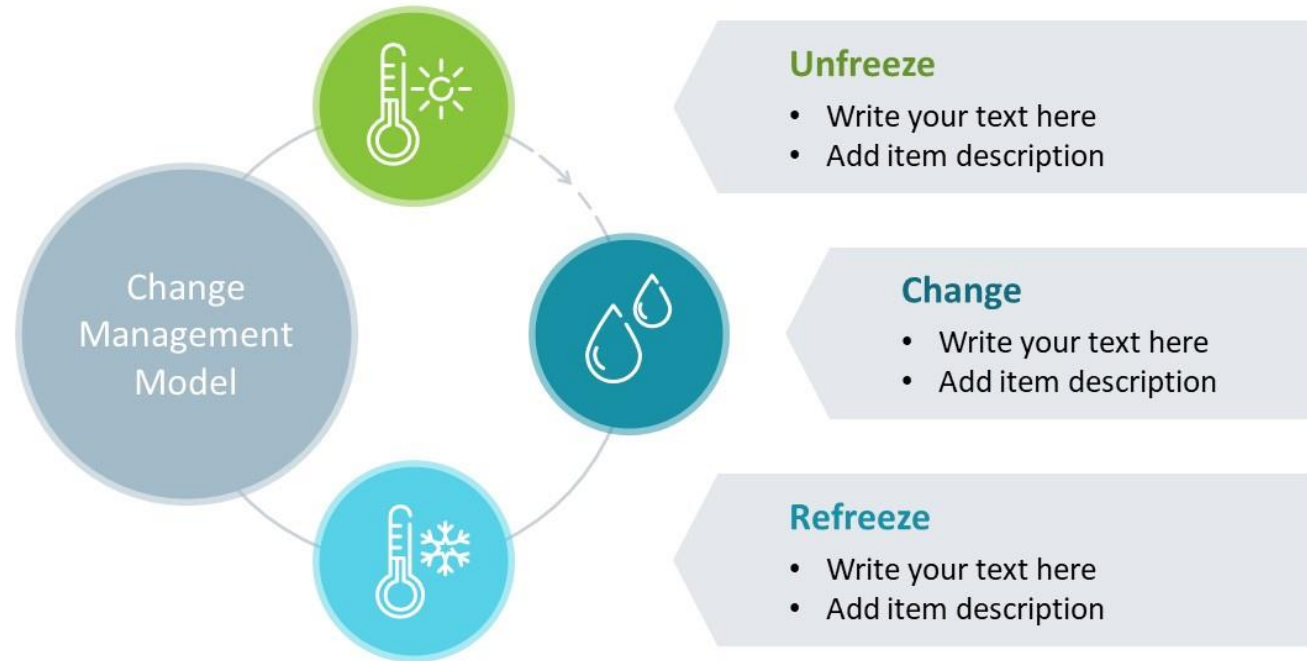 Change
Management
Model
Unfreeze
• Write your text here
• Add item description
Change
• Write your text here
• Add item description
Refreeze
• Write your text here
• Add item description